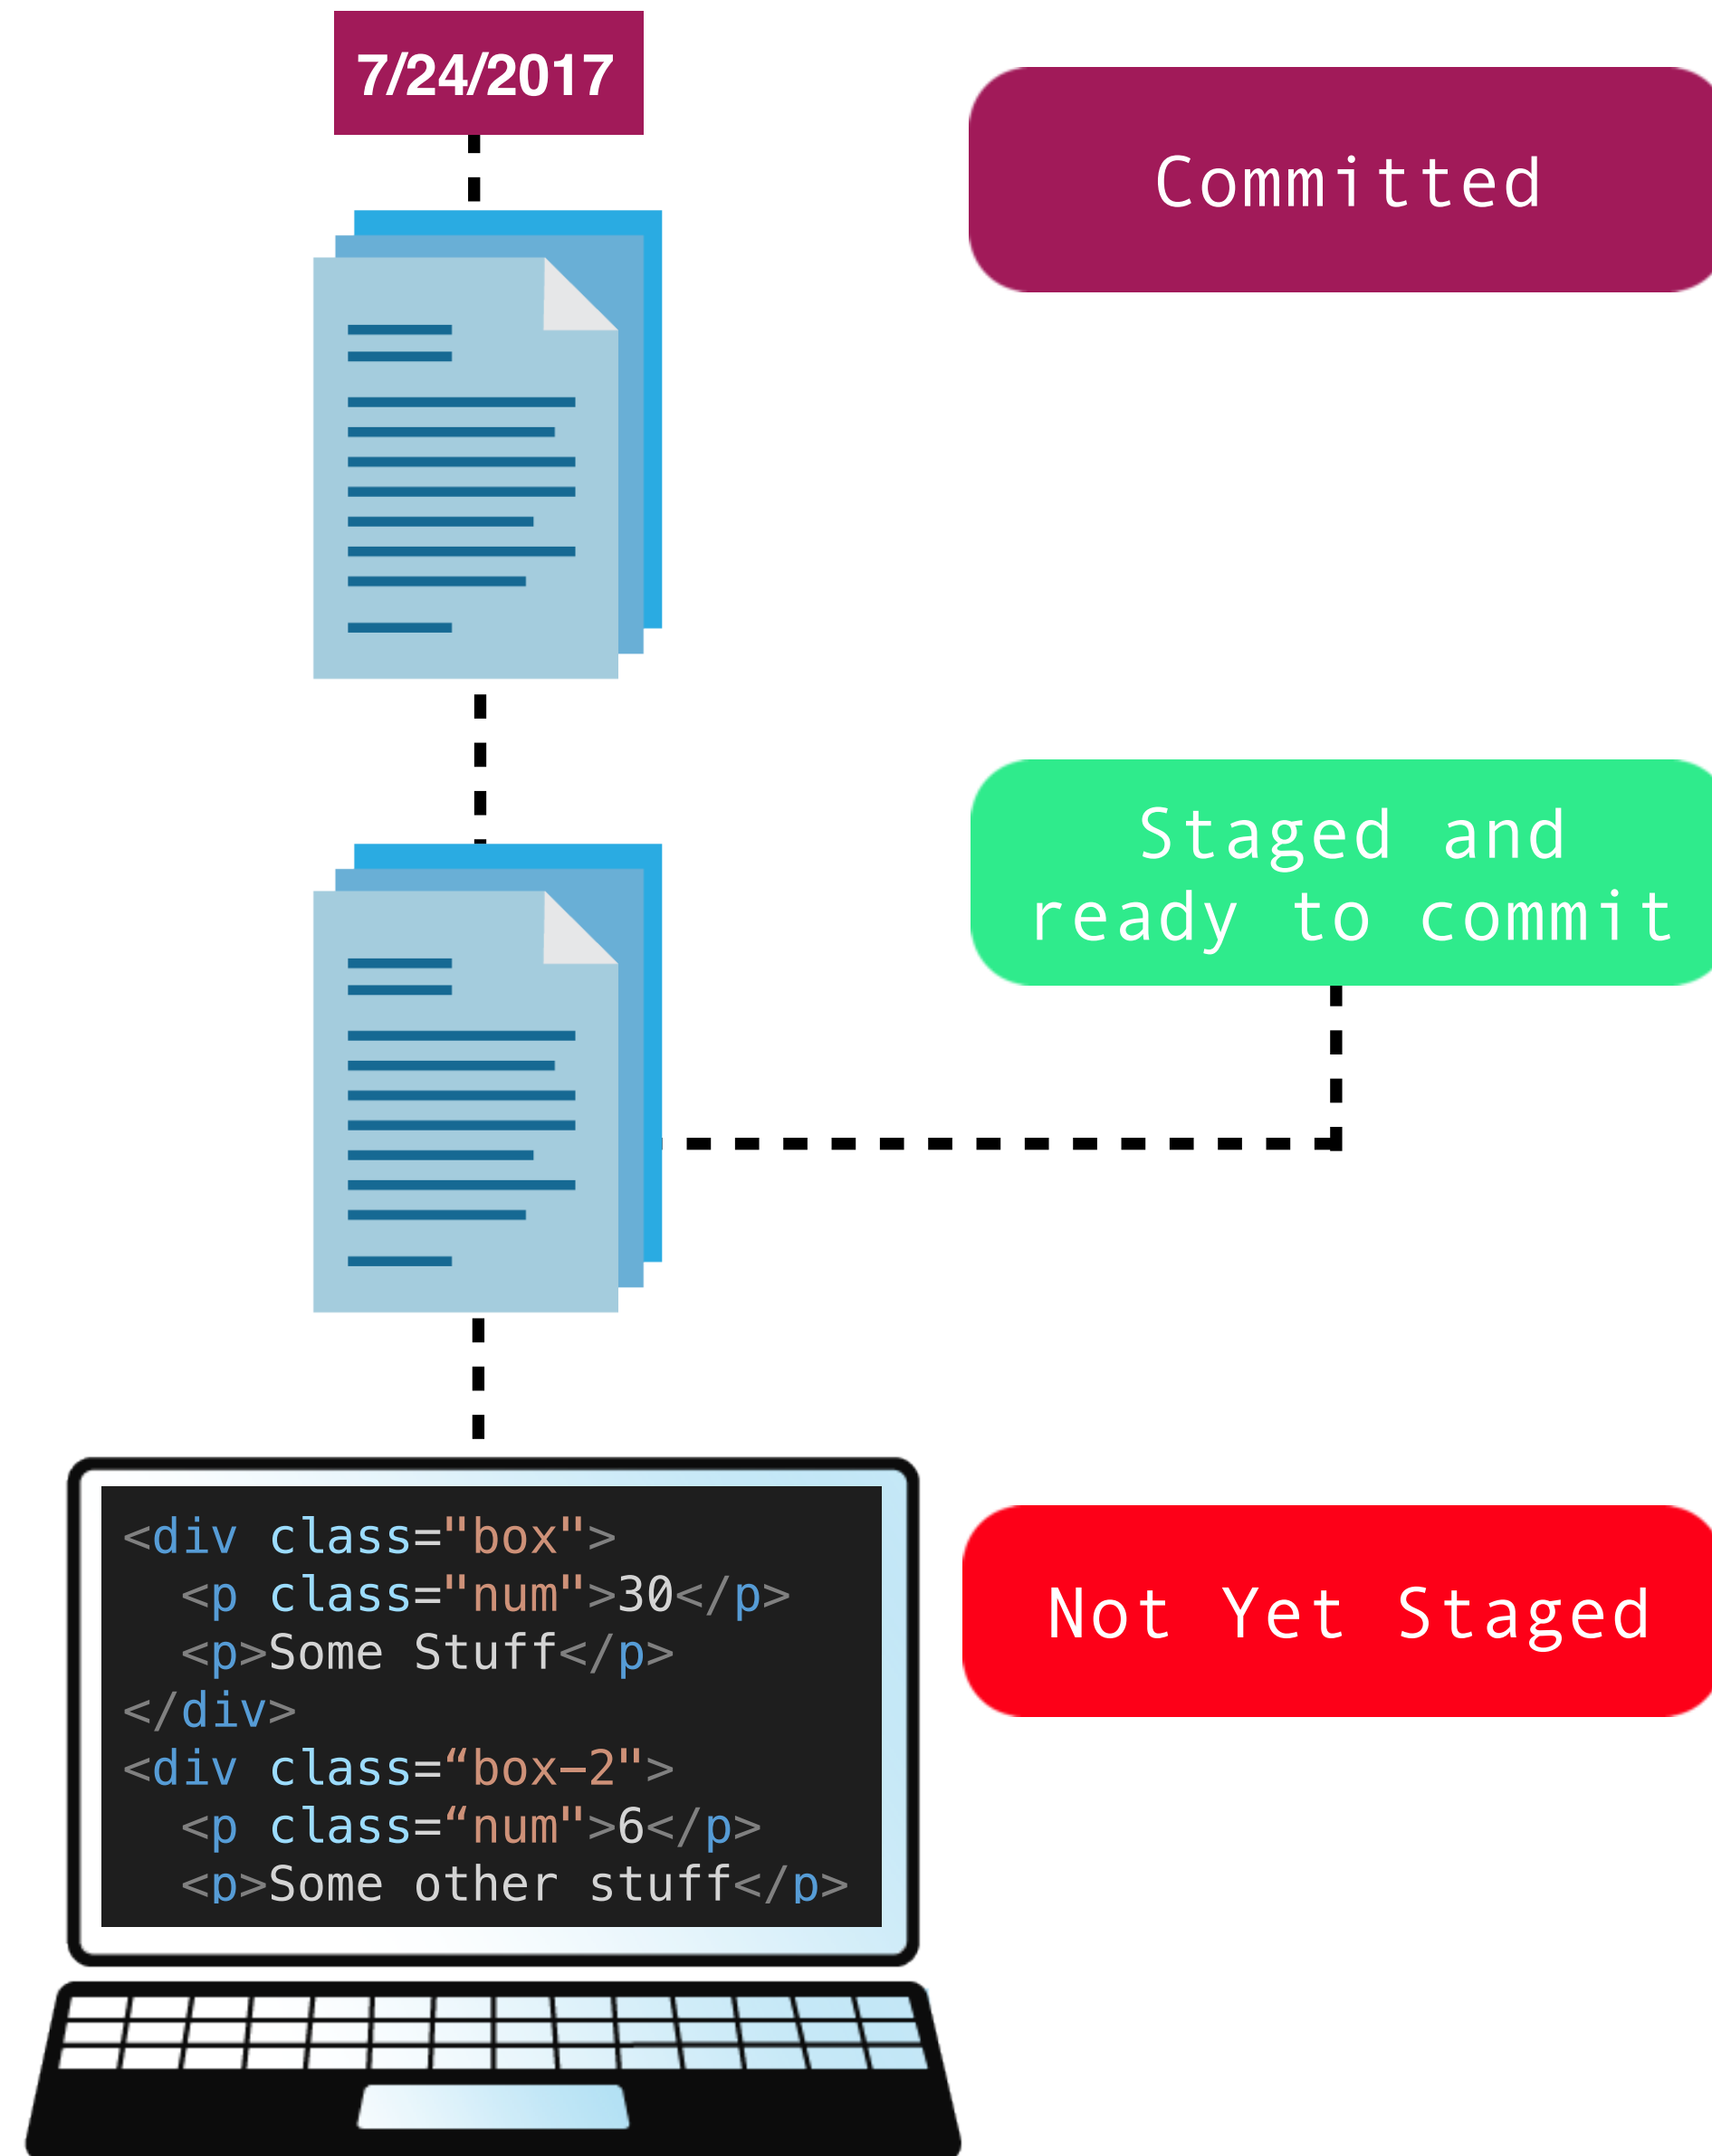 7/24/2017
Committed
Staged and
ready to commit
<div class="box">
  <p class="num">30</p>
  <p>Some Stuff</p>
</div>
<div class=“box-2">
  <p class=“num">6</p>
  <p>Some other stuff</p>
Not Yet Staged